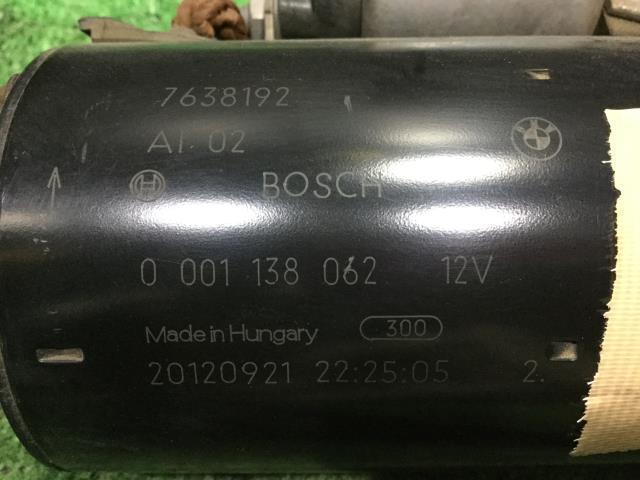 7638192
AI 02
BOSCH
0 001 138 062 12V
Made in Hungary 300
20120921 22:25:05 2.